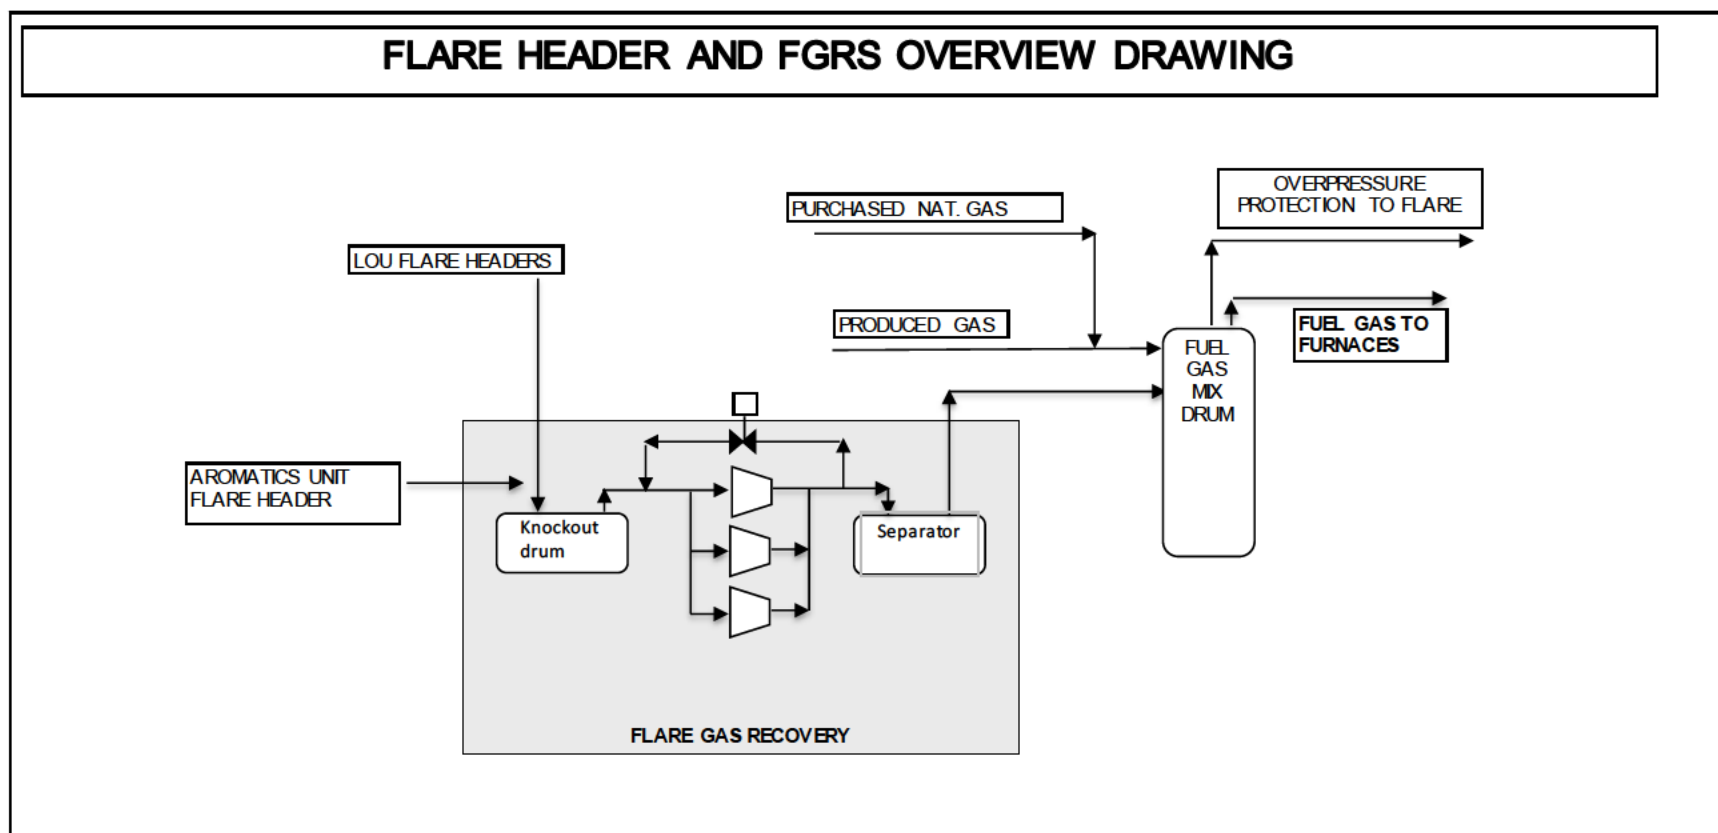 FLARE HEADER AND FGRS OVERVIEW DRAWING
OVERPRESSURE
PROTECTION TO FLARE
PURCHASED NAT. GAS
LOU FLARE HEADERS
PRODUCED GAS
FUEL GAS TO
FURNACES
FUEL
GAS
MIX
DRUM
AROMATICS UNIT
FLARE HEADER
Knockout
drum
Separator
FLARE GAS RECOVERY